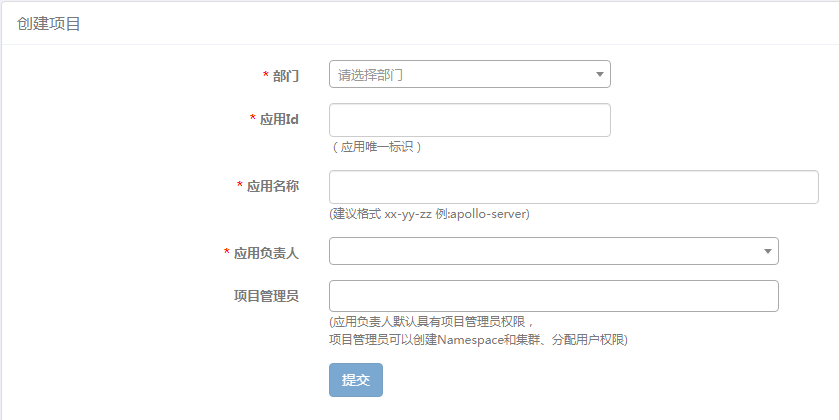 创建项目
* 部门
请选择部门
* 应用Id
( 应用唯一标识 )
* 应用名称
(建议格式 xx-yy-zz 例:apollo-server)
* 应用负责人
项目管理员
(应用负责人默认具有项目管理员权限，
项目管理员可以创建Namespace和集群、分配用户权限)
提交